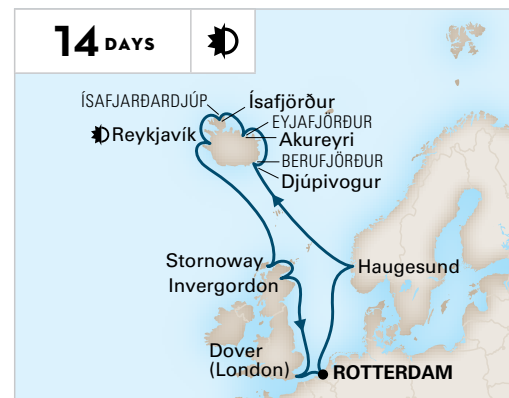 14 DAYS
ÍSAFJARÐARDJÚP
Ísafjörður
EYJAFJÖRÐUR
Reykjavík
Akureyri
BERUFJÖRÐUR
Djúpivogur
Stornoway
Haugesund
Invergordon
Dover
(London)
ROTTERDAM